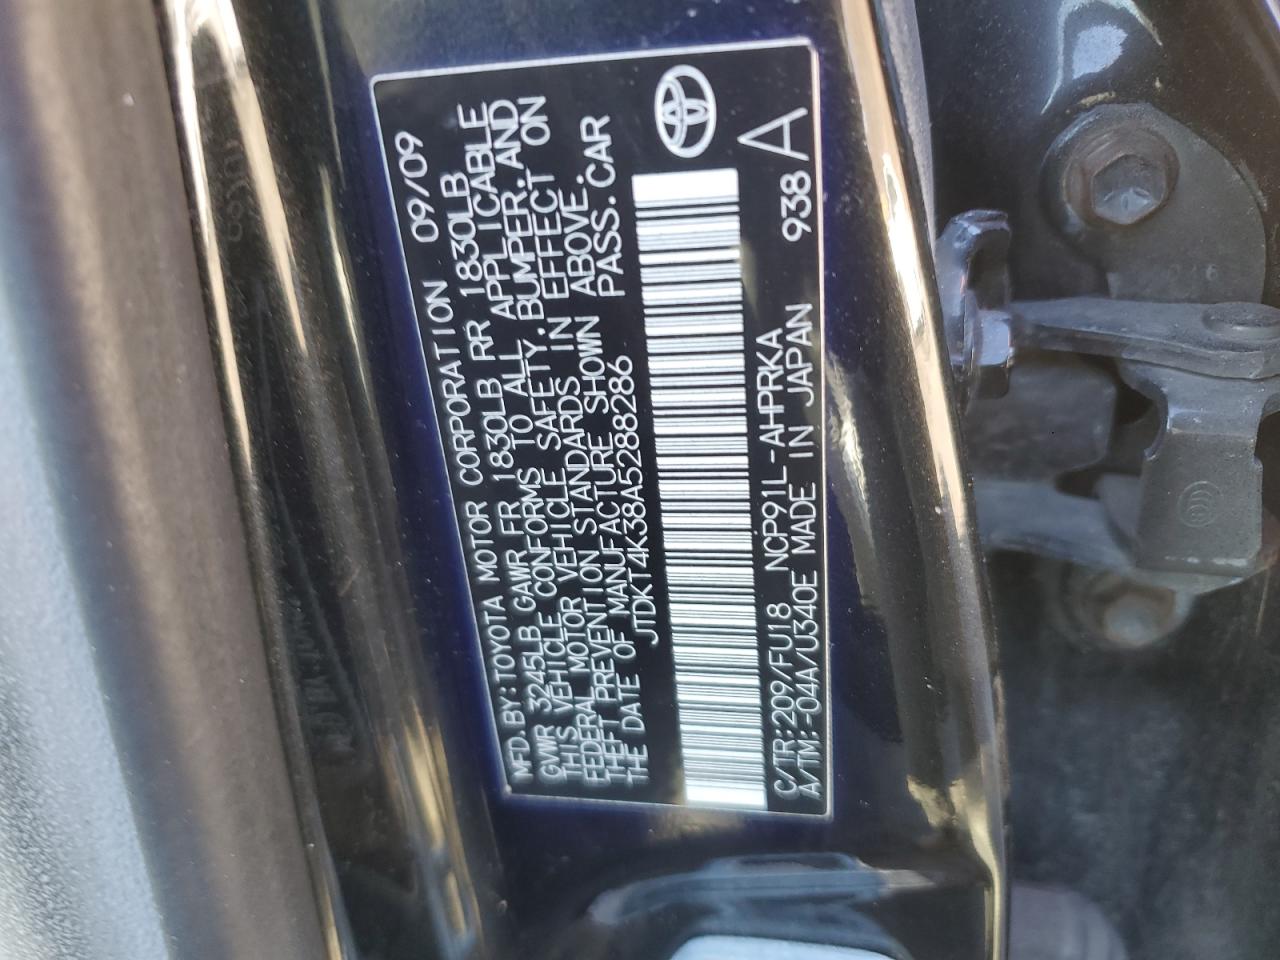 MFD. BY: TOYOTA MOTOR CORPORATION 09/09
GVWR 3245LB GAWR FR 1830LB RR 1830LB
THIS VEHICLE CONFORMS TO ALL APPLICABLE
FEDERAL MOTOR VEHICLE SAFETY, BUMPER, AND
THEFT PREVENTION STANDARDS IN EFFECT ON
THE DATE OF MANUFACTURE SHOWN ABOVE.
JTDKT4K38A5288286 PASS. CAR
C/TR:209/FU18 NCP91L-AHPRKA 938 A
A/TM:-04A/U340E MADE IN JAPAN